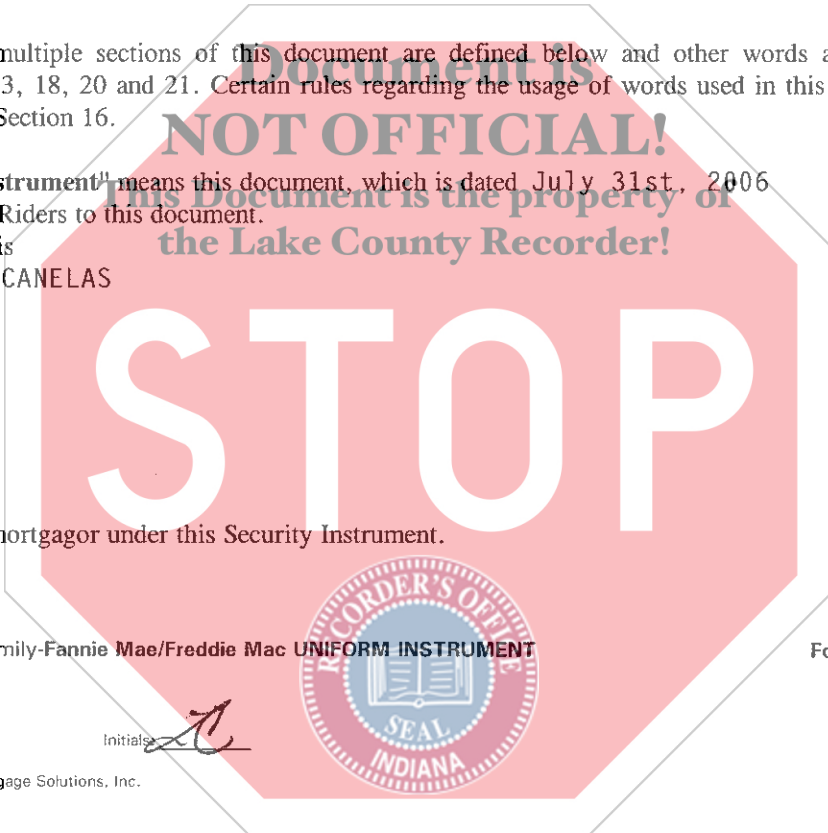 multiple sections of this document are defined below and other words a
3, 18, 20 and 21. Certain rules regarding the usage of words used in this
Section 16.
Document is
NOT OFFICIAL!
This Document is the property of
the Lake County Recorder!
strument" means this document, which is dated July 31st, 2006
Riders to this document.
is
CANELAS
STOP
mortgagor under this Security Instrument.
RECORDER'S OFFICE
SEAL
INDIANA
mily-Fannie Mae/Freddie Mac UNIFORM INSTRUMENT
Fo
Initials:
gage Solutions, Inc.